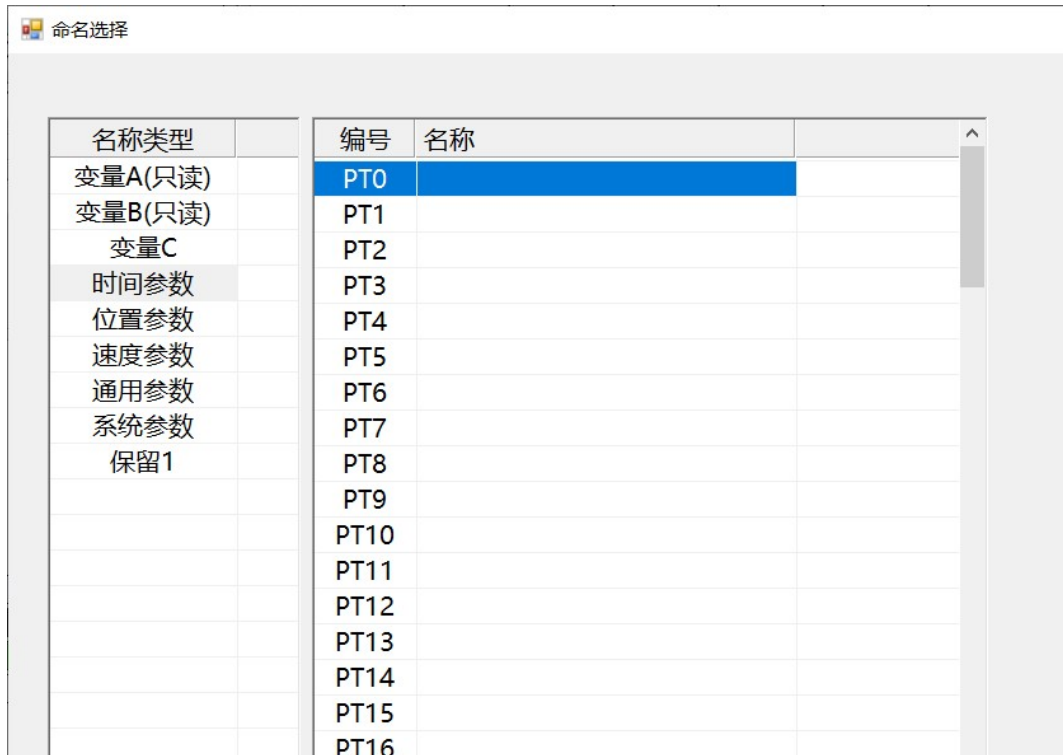 命名选择
名称类型
变量A(只读)
变量B(只读)
变量C
时间参数
位置参数
速度参数
通用参数
系统参数
保留1
编号 名称
PT0
PT1
PT2
PT3
PT4
PT5
PT6
PT7
PT8
PT9
PT10
PT11
PT12
PT13
PT14
PT15
PT16